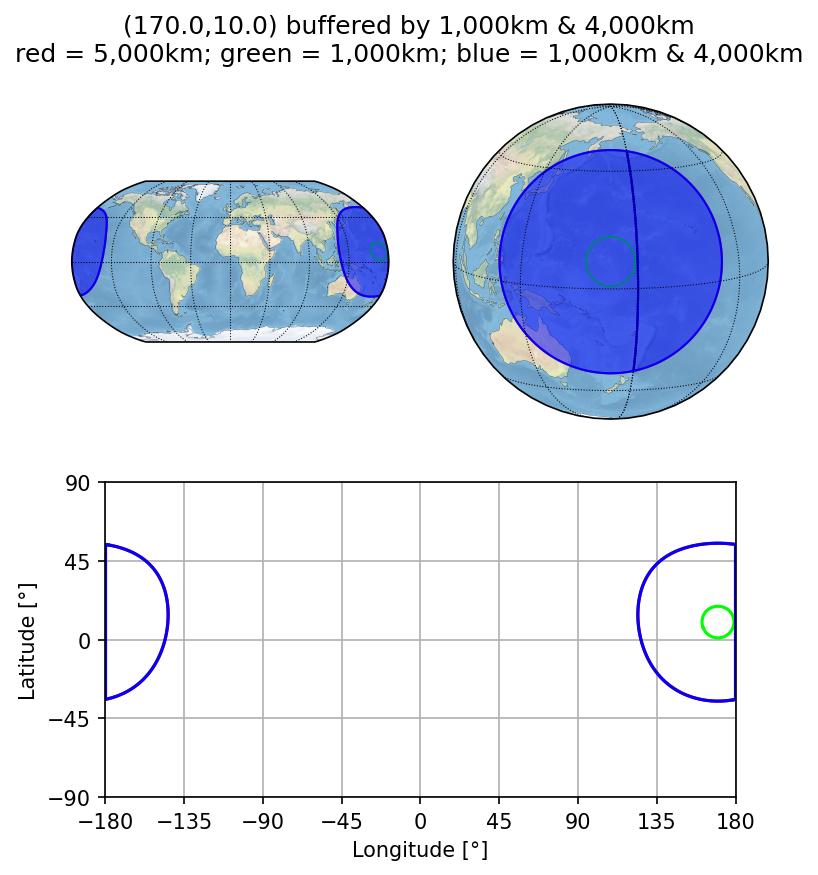 (170.0,10.0) buffered by 1,000km & 4,000km
red = 5,000km; green = 1,000km; blue = 1,000km & 4,000km
90
45
0
−45
−90
Latitude [°]
−180 −135 −90 −45 0 45 90 135 180
Longitude [°]